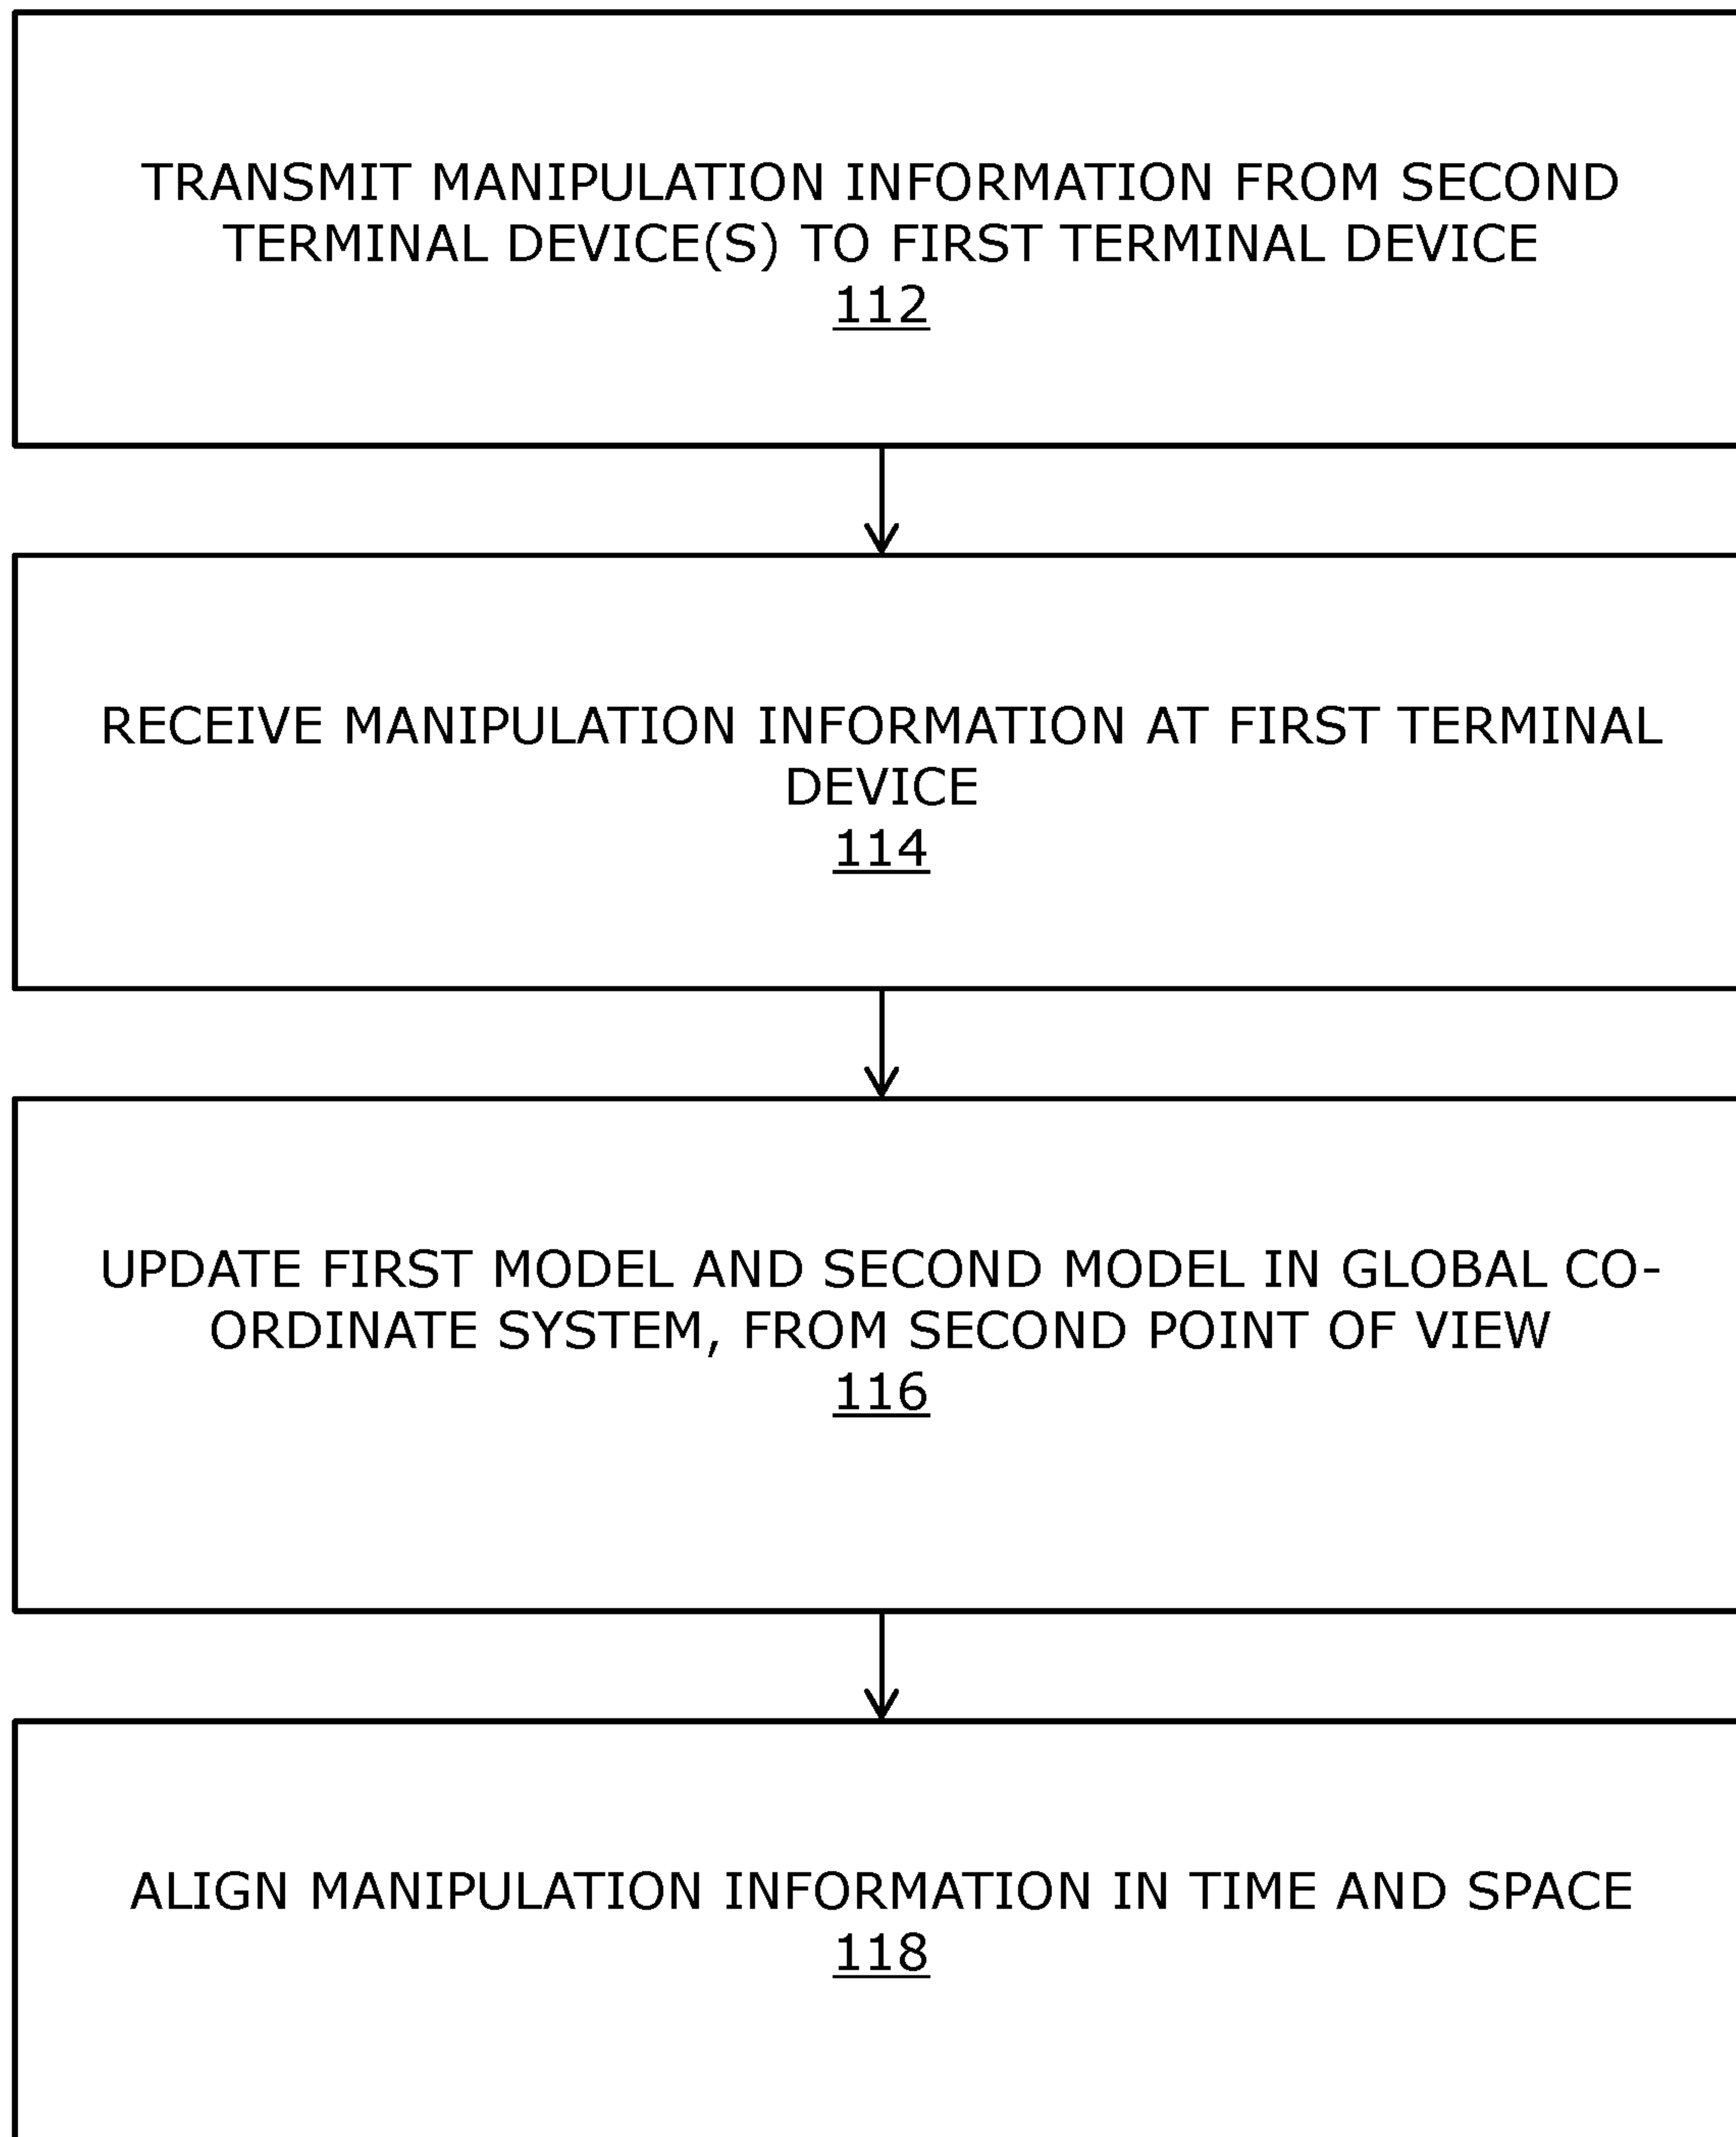 TRANSMIT MANIPULATION INFORMATION FROM SECOND
TERMINAL DEVICE(S) TO FIRST TERMINAL DEVICE
112
RECEIVE MANIPULATION INFORMATION AT FIRST TERMINAL
DEVICE
114
UPDATE FIRST MODEL AND SECOND MODEL IN GLOBAL CO-
ORDINATE SYSTEM, FROM SECOND POINT OF VIEW
116
ALIGN MANIPULATION INFORMATION IN TIME AND SPACE
118